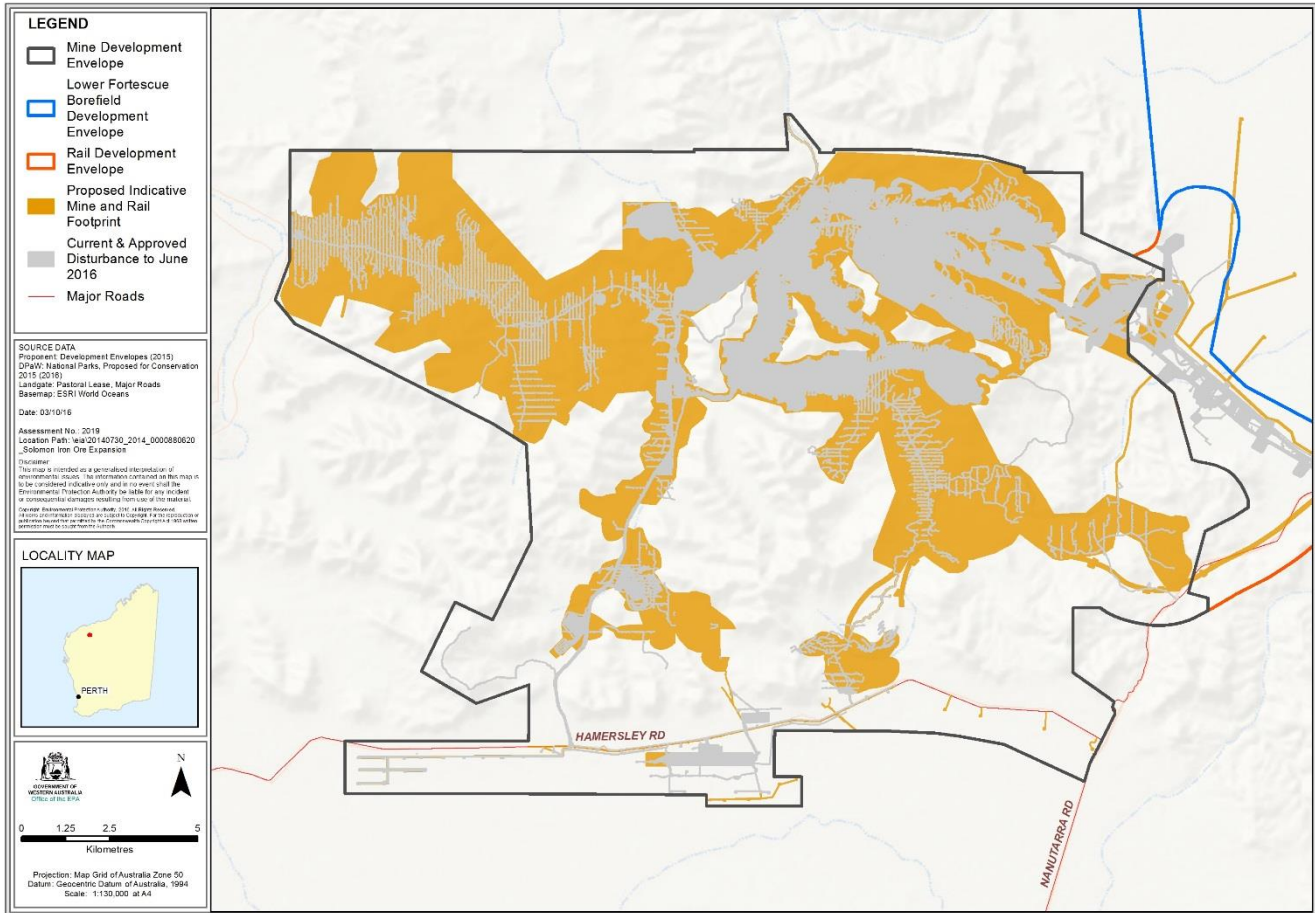 LEGEND
Mine Development
Envelope
Lower Fortescue
Borefield
Development
Envelope
Rail Development
Envelope
Proposed Indicative
Mine and Rail
Footprint
Current & Approved
Disturbance to June
2016
Major Roads
SOURCE DATA
Proponent: Development Envelopes (2015)
DPaW: National Parks, Proposed for Conservation
2015 (2016)
Landgate: Pastoral Lease, Major Roads
Basemap: ESRI World Oceans
Date: 03/10/16
Assessment No.: 2019
Location Path: \eia\20140730_2014_0000880620
_Solomon Iron Ore Expansion
Disclaimer
This map is intended as a generalised interpretation of
environmental issues. The information contained on this map is
to be considered indicative only and in no event shall the
Environmental Protection Authority be liable for any incident
or consequential damages resulting from use of the material.
LOCALITY MAP
PERTH
GOVERNMENT OF
WESTERN AUSTRALIA
Office of the EPA
N
0 1.25 2.5 5
Kilometres
Projection: Map Grid of Australia Zone 50
Datum: Geocentric Datum of Australia, 1994
Scale: 1:130,000 at A4
HAMERSLEY RD
NANUTARRA RD